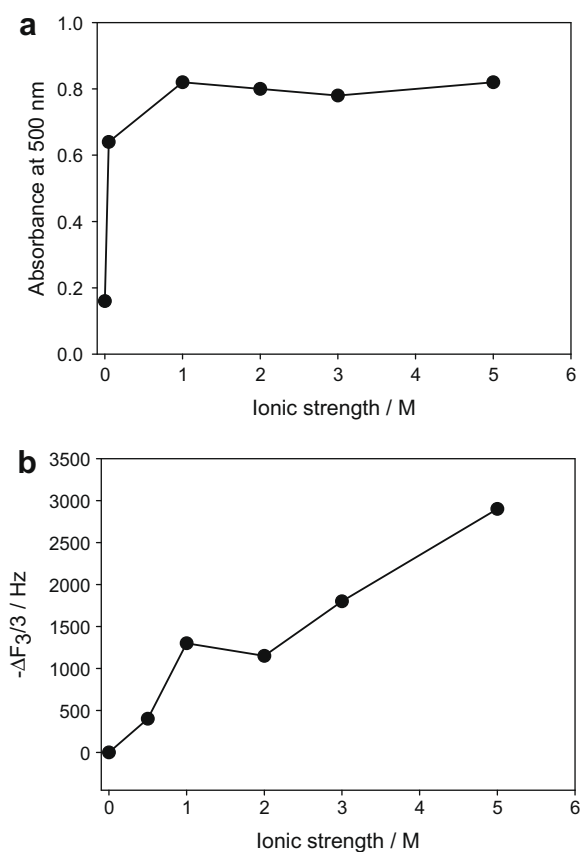 a
1.0
0.8
0.6
0.4
0.2
0.0
Absorbance at 500 nm
0 1 2 3 4 5 6
Ionic strength / M
b
3500
3000
2500
2000
1500
1000
500
0
-ΔF3/3 / Hz
0 1 2 3 4 5 6
Ionic strength / M